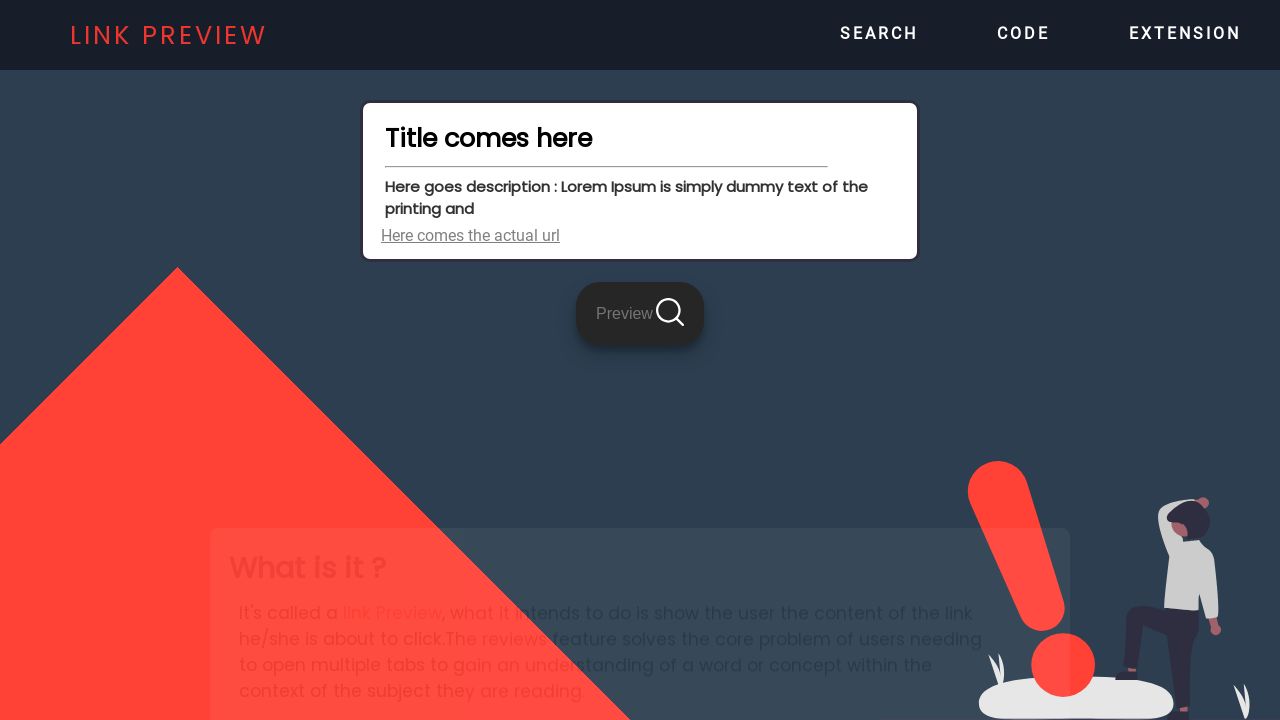 LINK PREVIEW
SEARCH
CODE
EXTENSION
Title comes here
Here goes description : Lorem Ipsum is simply dummy text of the
printing and
Here comes the actual url
Preview
What is it ?
It's called a link Preview, what it intends to do is show the user the content of the link
he/she is about to click.The reviews feature solves the core problem of users needing
to open multiple tabs to gain an understanding of a word or concept within the
context of the subject they are reading.